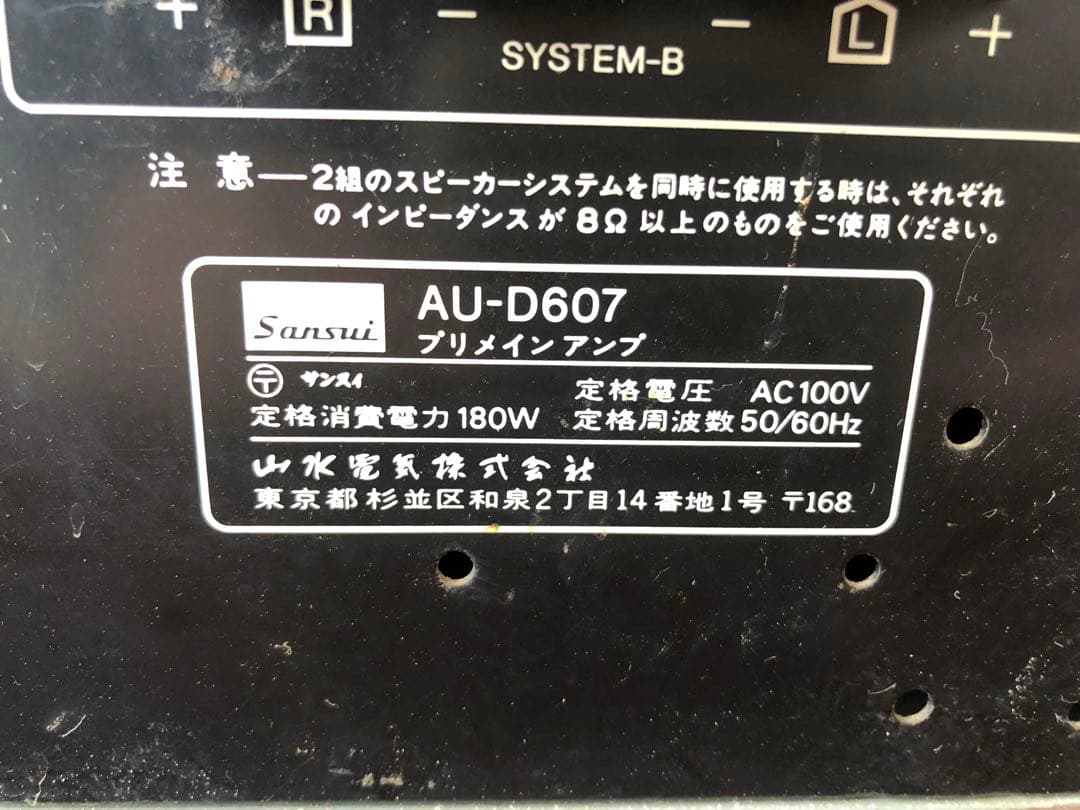 + R − − L +
SYSTEM-B
注意—2組のスピーカーシステムを同時に使用する時は、それぞれ
のインピーダンスが8Ω以上のものをご使用ください。
Sansui
AU-D607
プリメインアンプ
〒 サンスイ
定格電圧 AC100V
定格消費電力180W 定格周波数50/60Hz
山水電気株式会社
東京都杉並区和泉2丁目14番地1号 〒168